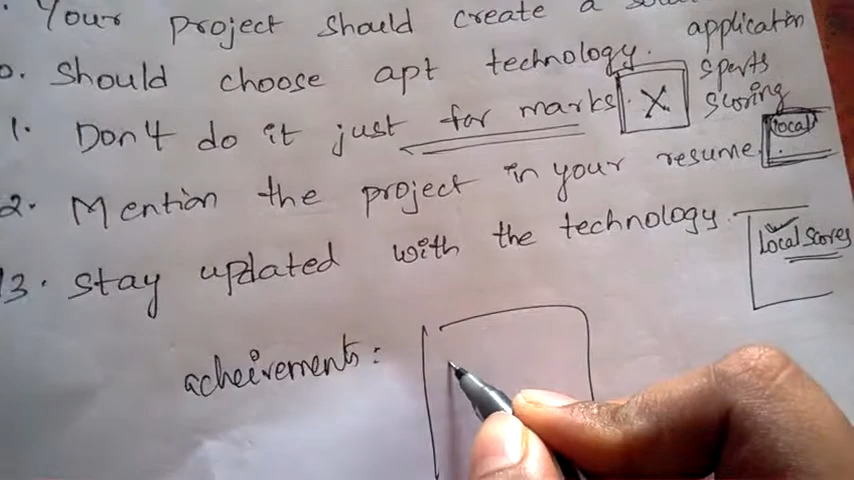 Your project should create a
0. Should choose apt technology. application
sports
scoring
1. Don't do it just for marks. X
local
2. Mention the project in your resume.
13. Stay updated with the technology.
local scores
acheivements: